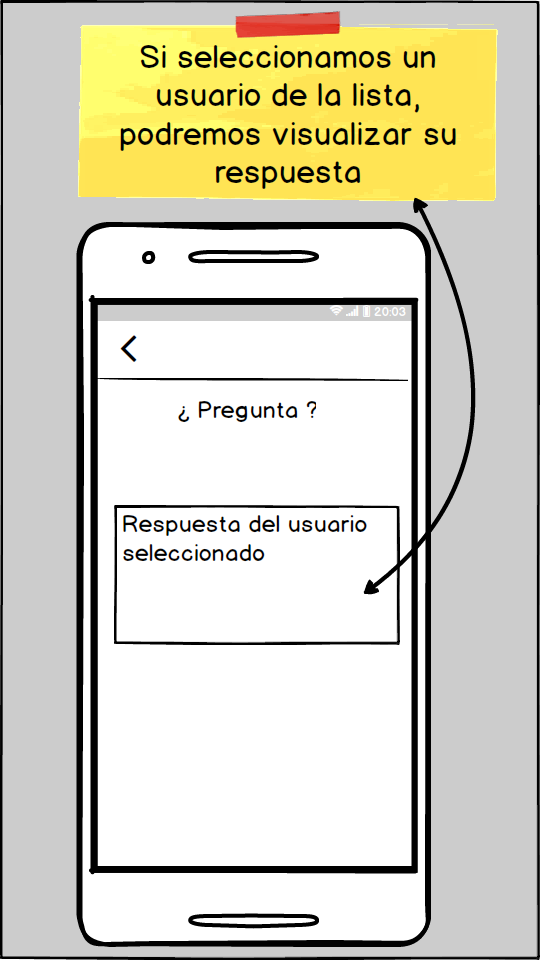 Si seleccionamos un
usuario de la lista,
podremos visualizar su
respuesta
20:03
¿ Pregunta ?
Respuesta del usuario
seleccionado